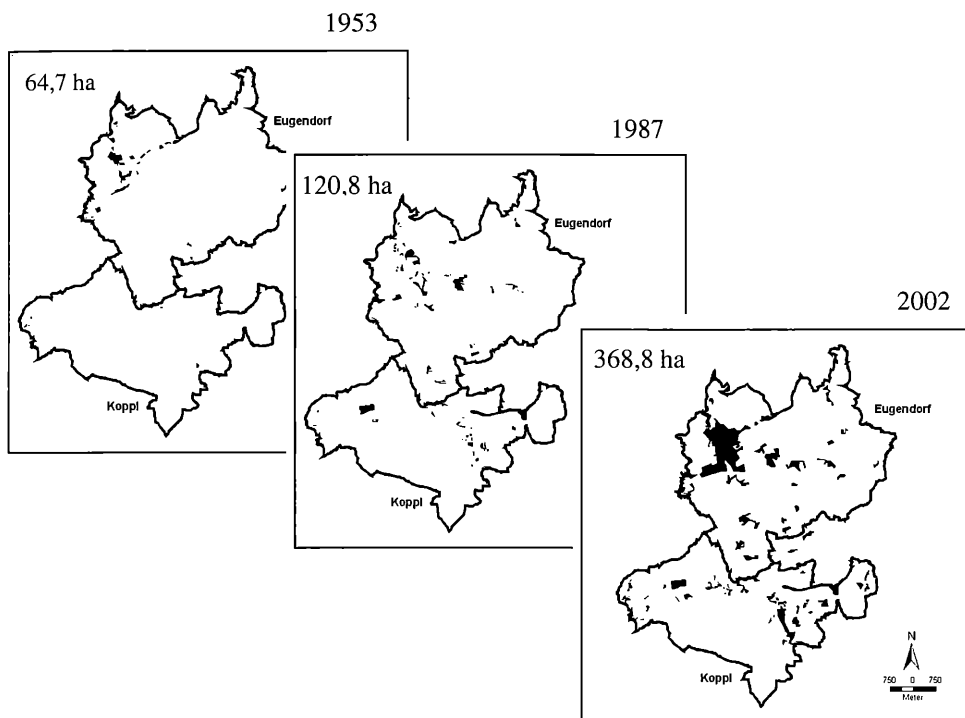 1953
64,7 ha
Eugendorf
Koppl
1987
120,8 ha
Eugendorf
Koppl
2002
368,8 ha
Eugendorf
Koppl
N
750 0 750
Meter